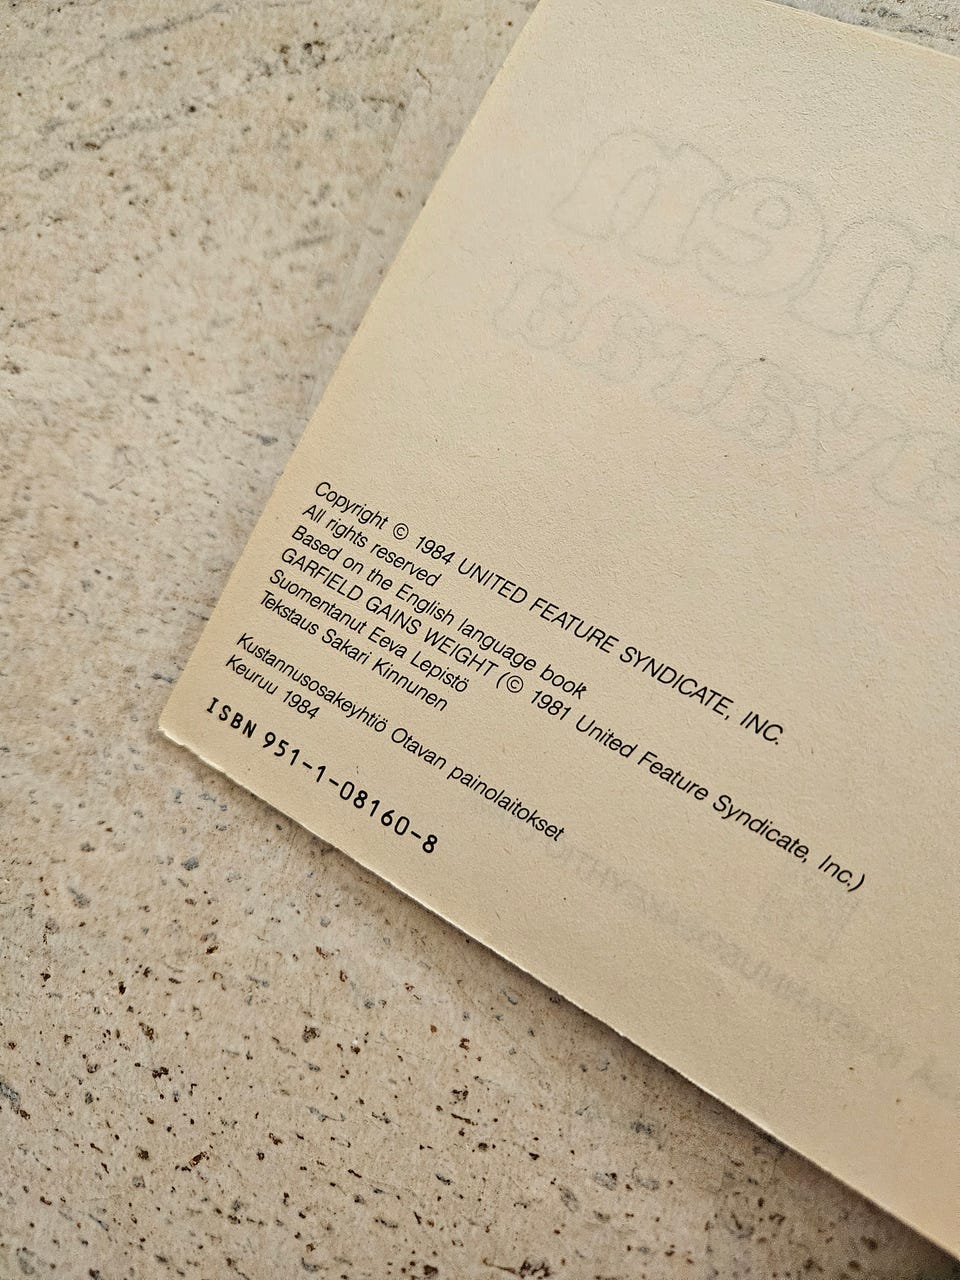 Copyright © 1984 UNITED FEATURE SYNDICATE, INC.
All rights reserved
Based on the English language book
GARFIELD GAINS WEIGHT (© 1981 United Feature Syndicate, Inc.)
Suomentanut Eeva Lepistö
Tekstaus Sakari Kinnunen
Kustannusosakeyhtiö Otavan painolaitokset
Keuruu 1984
ISBN 951-1-08160-8